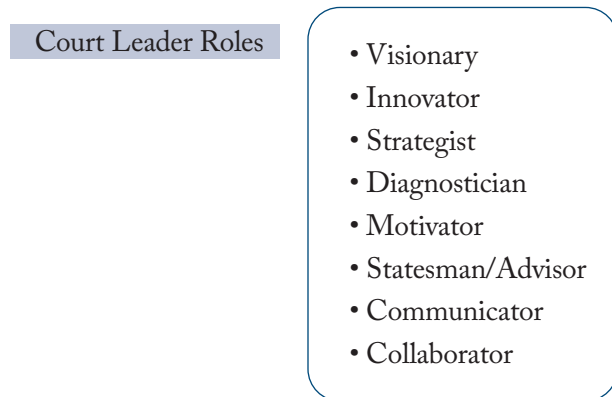 Court Leader Roles
• Visionary
• Innovator
• Strategist
• Diagnostician
• Motivator
• Statesman/Advisor
• Communicator
• Collaborator